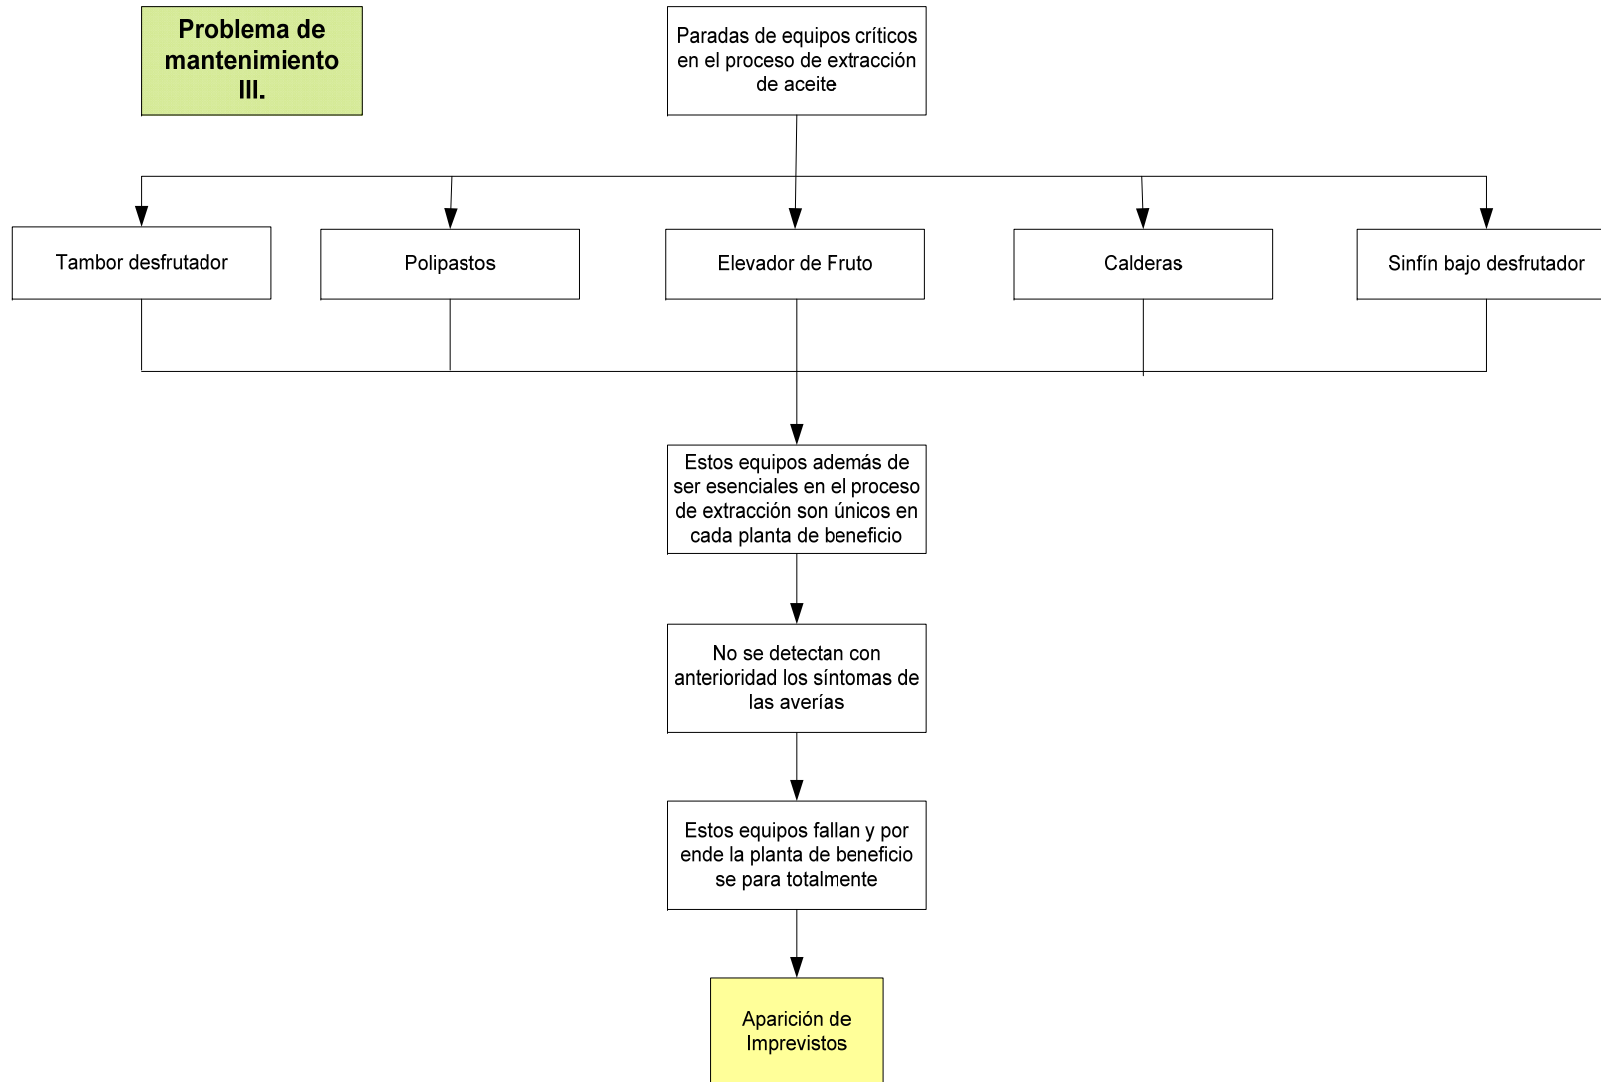 Problema de
mantenimiento
III.
Paradas de equipos críticos
en el proceso de extracción
de aceite
Tambor desfrutador
Polipastos
Elevador de Fruto
Calderas
Sinfín bajo desfrutador
Estos equipos además de
ser esenciales en el proceso
de extracción son únicos en
cada planta de beneficio
No se detectan con
anterioridad los síntomas de
las averías
Estos equipos fallan y por
ende la planta de beneficio
se para totalmente
Aparición de
Imprevistos